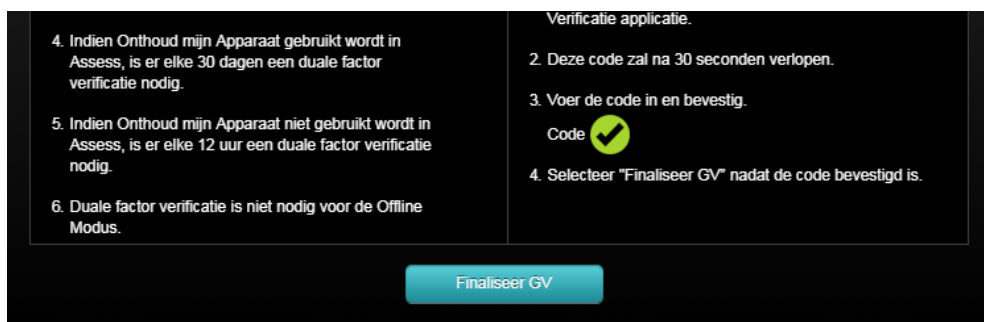 4. Indien Onthoud mijn Apparaat gebruikt wordt in
Assess, is er elke 30 dagen een duale factor
verificatie nodig.
5. Indien Onthoud mijn Apparaat niet gebruikt wordt in
Assess, is er elke 12 uur een duale factor verificatie
nodig.
6. Duale factor verificatie is niet nodig voor de Offline
Modus.
Verificatie applicatie.
2. Deze code zal na 30 seconden verlopen.
3. Voer de code in en bevestig.
Code
4. Selecteer "Finaliseer GV" nadat de code bevestigd is.
Finaliseer GV